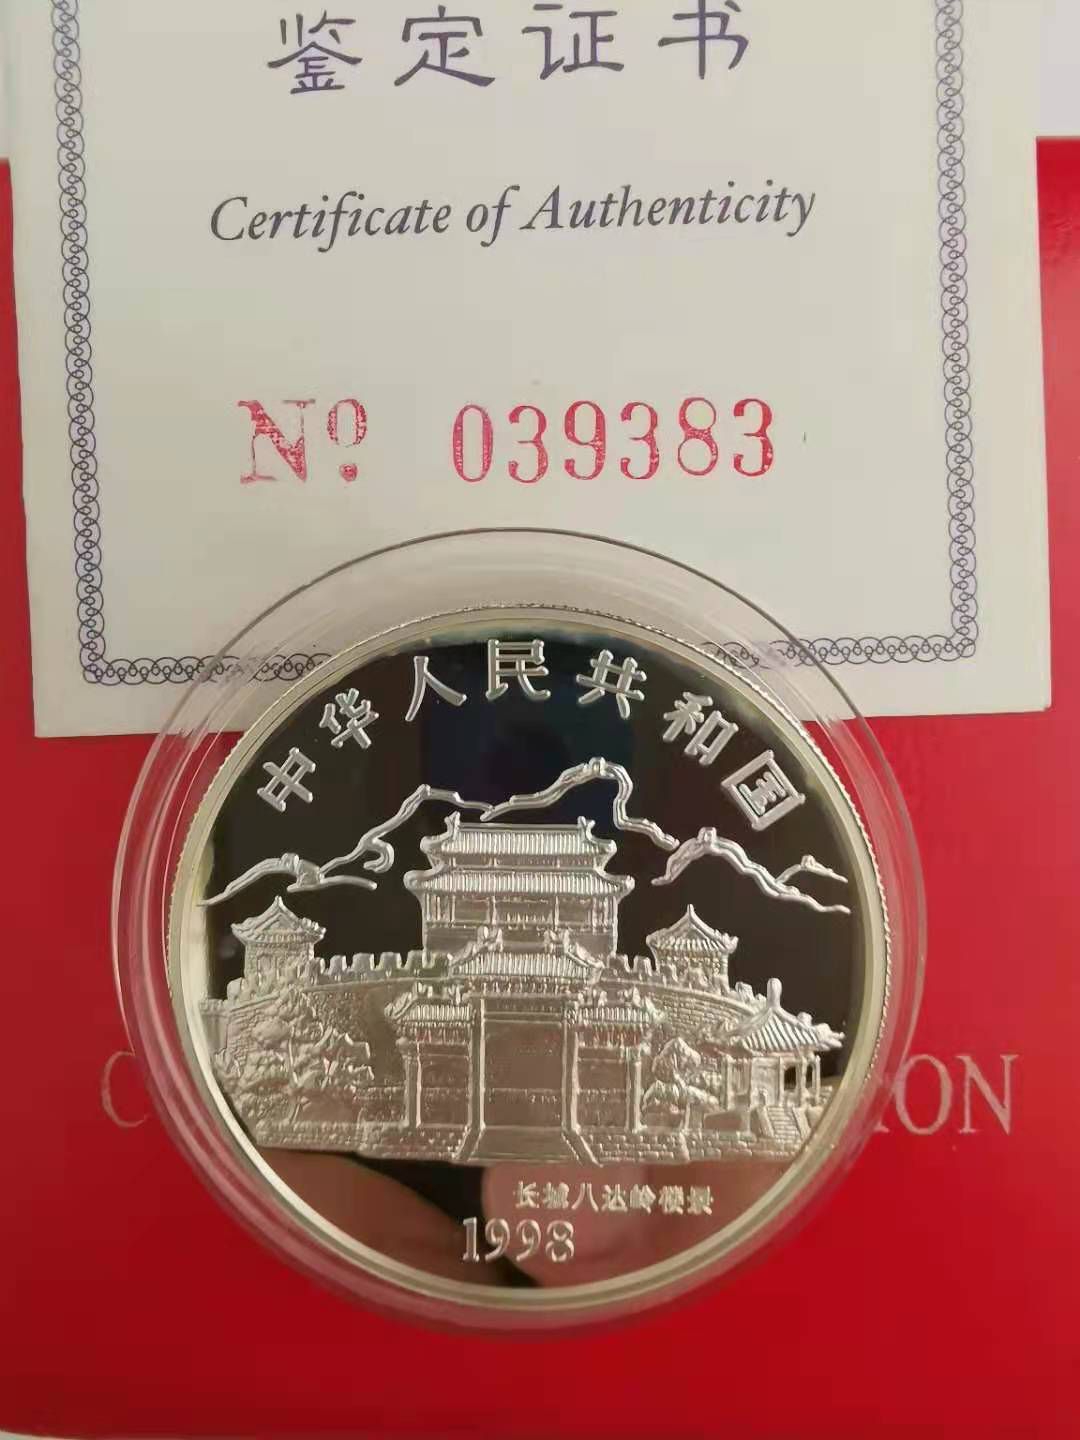 鉴定证书
Certificate of Authenticity
Nº 039383
中华人民共和国
长城八达岭楼景
1998